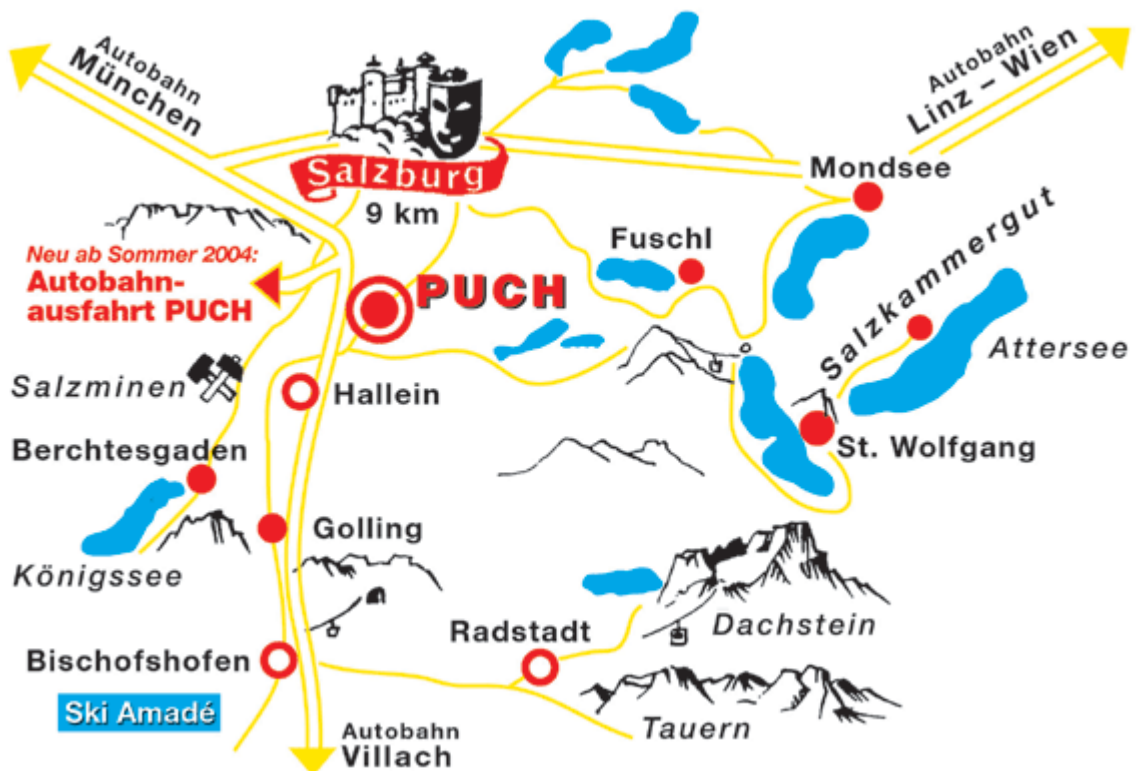 Autobahn
München
Autobahn
Linz – Wien
Salzburg
9 km
Mondsee
Neu ab Sommer 2004:
Autobahn-
ausfahrt PUCH
PUCH
Fuschl
Salzkammergut
Attersee
Salzminen
Hallein
Berchtesgaden
St. Wolfgang
Golling
Königssee
Radstadt
Dachstein
Bischofshofen
Ski Amadé
Tauern
Autobahn
Villach